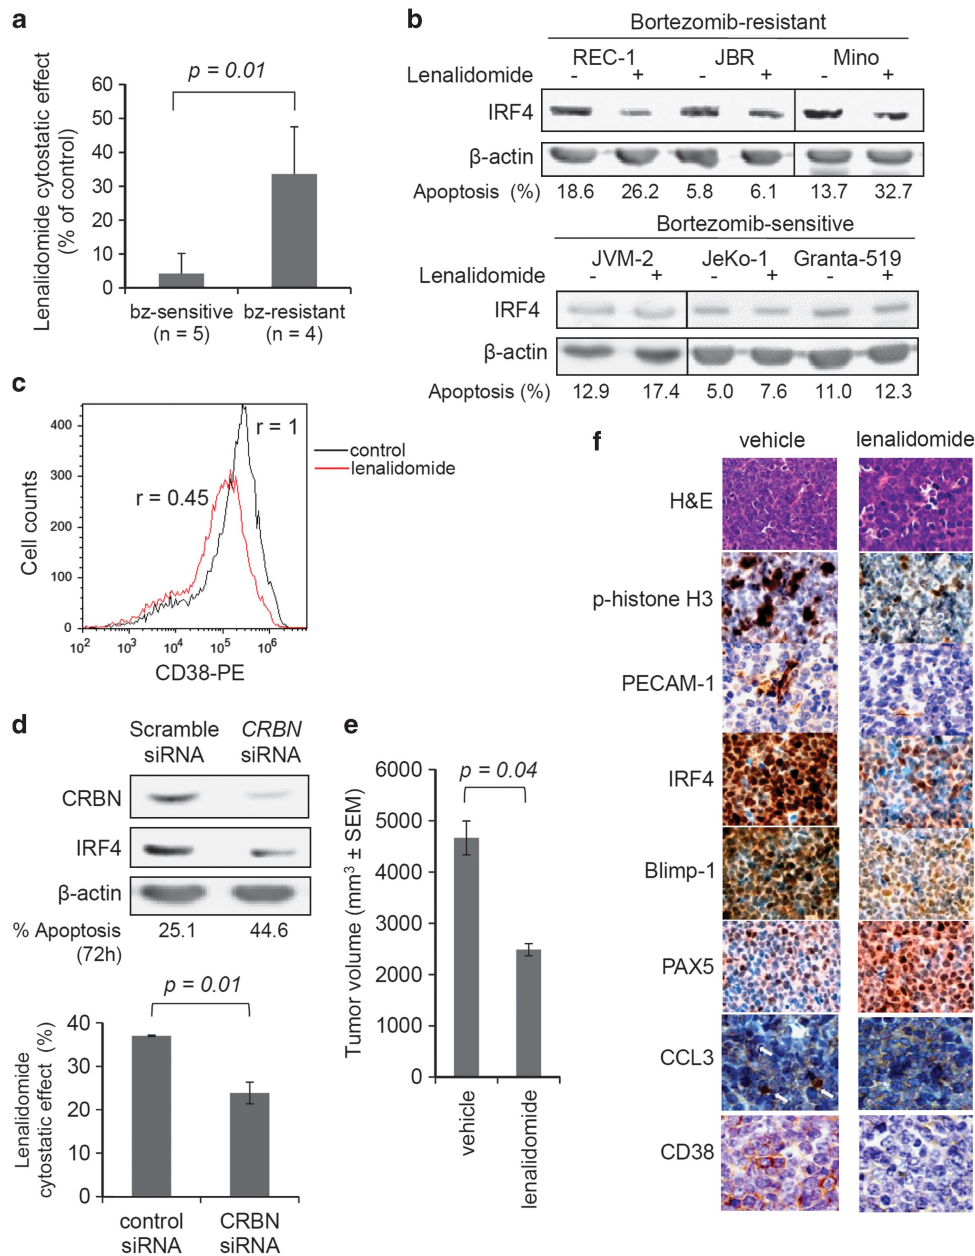 a
p = 0.01
Lenalidomide cytostatic effect
(% of control)
60
50
40
30
20
10
0
bz-sensitive
(n = 5)
bz-resistant
(n = 4)
b
Bortezomib-resistant
REC-1 JBR Mino
Lenalidomide - + - + - +
IRF4
β-actin
Apoptosis (%) 18.6 26.2 5.8 6.1 13.7 32.7
Bortezomib-sensitive
JVM-2 JeKo-1 Granta-519
Lenalidomide - + - + - +
IRF4
β-actin
Apoptosis (%) 12.9 17.4 5.0 7.6 11.0 12.3
c
Cell counts
400
300
200
100
0
r = 1
r = 0.45
control
lenalidomide
10² 10³ 10⁴ 10⁵ 10⁶
CD38-PE
d
Scramble
siRNA
CRBN
siRNA
CRBN
IRF4
β-actin
% Apoptosis 25.1 44.6
(72h)
p = 0.01
Lenalidomide
cytostatic effect (%)
40
30
20
10
0
control
siRNA
CRBN
siRNA
e
p = 0.04
Tumor volume (mm³ ± SEM)
6000
5000
4000
3000
2000
1000
0
vehicle
lenalidomide
f
vehicle lenalidomide
H&E
p-histone H3
PECAM-1
IRF4
Blimp-1
PAX5
CCL3
CD38